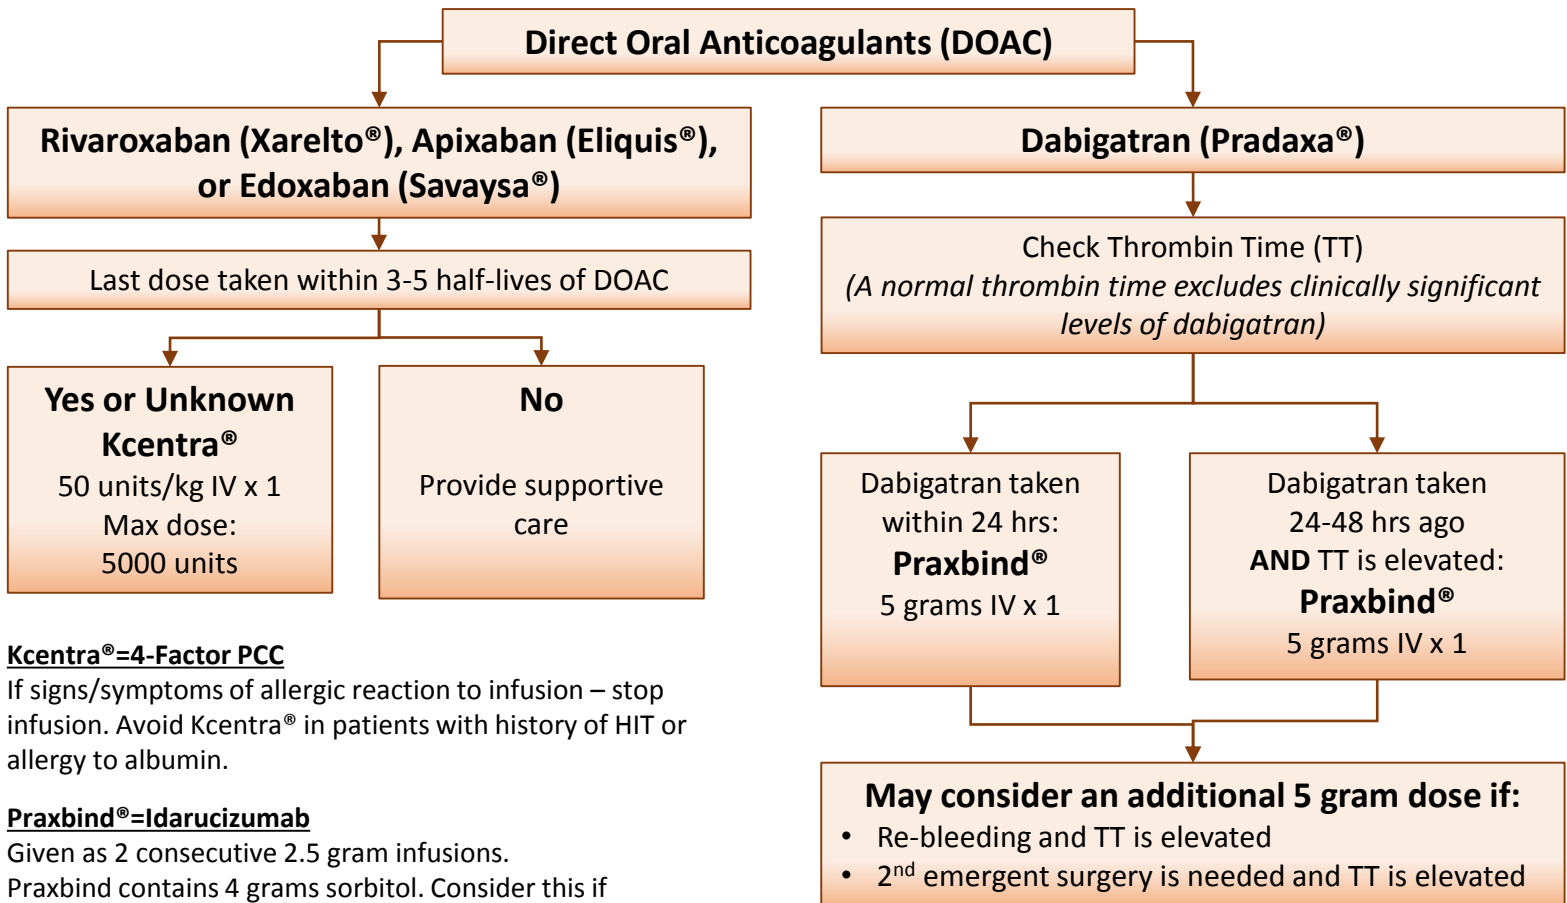 Direct Oral Anticoagulants (DOAC)
Rivaroxaban (Xarelto®), Apixaban (Eliquis®),
or Edoxaban (Savaysa®)
Last dose taken within 3-5 half-lives of DOAC
Yes or Unknown
Kcentra®
50 units/kg IV x 1
Max dose:
5000 units
No
Provide supportive
care
Kcentra®=4-Factor PCC
If signs/symptoms of allergic reaction to infusion – stop
infusion. Avoid Kcentra® in patients with history of HIT or
allergy to albumin.
Praxbind®=Idarucizumab
Given as 2 consecutive 2.5 gram infusions.
Praxbind contains 4 grams sorbitol. Consider this if
Dabigatran (Pradaxa®)
Check Thrombin Time (TT)
(A normal thrombin time excludes clinically significant
levels of dabigatran)
Dabigatran taken
within 24 hrs:
Praxbind®
5 grams IV x 1
Dabigatran taken
24-48 hrs ago
AND TT is elevated:
Praxbind®
5 grams IV x 1
May consider an additional 5 gram dose if:
• Re-bleeding and TT is elevated
• 2nd emergent surgery is needed and TT is elevated